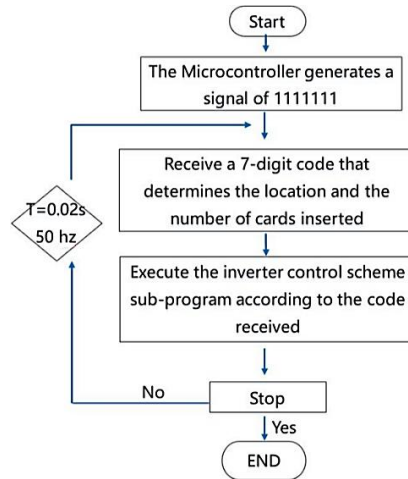 Start
The Microcontroller generates a
signal of 1111111
Receive a 7-digit code that
determines the location and the
number of cards inserted
T=0.02s
50 hz
Execute the inverter control scheme
sub-program according to the code
received
No
Stop
Yes
END